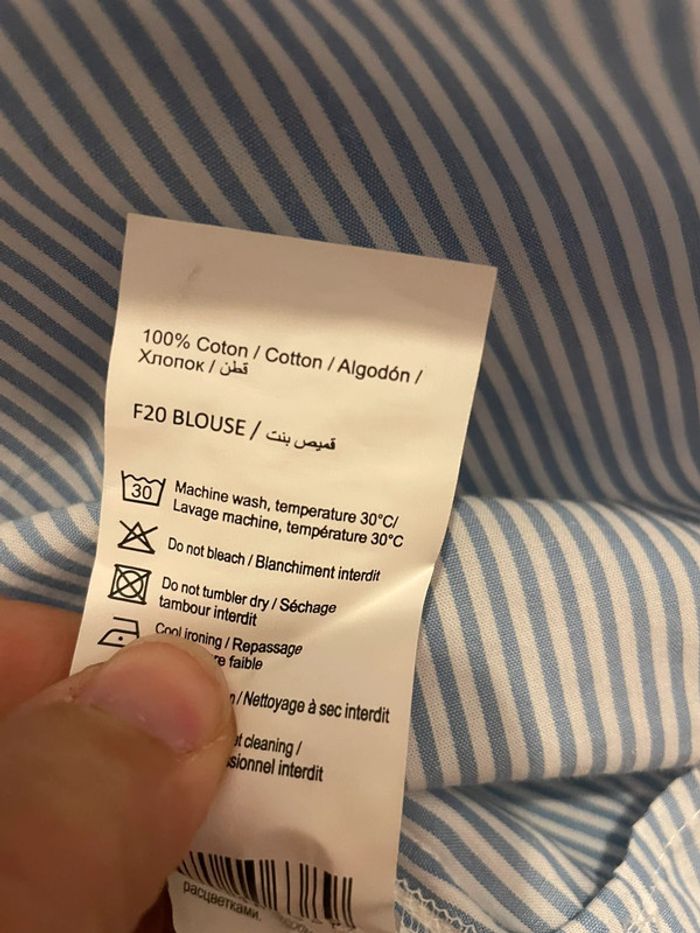 100% Coton / Cotton / Algodón /
Хлопок / قطن
F20 BLOUSE / قميص بنت
30
Machine wash, temperature 30°C/
Lavage machine, température 30°C
Do not bleach / Blanchiment interdit
Do not tumbler dry / Séchage
tambour interdit
Cool ironing / Repassage
faible
/ Nettoyage à sec interdit
cleaning /
interdit
расцветками.